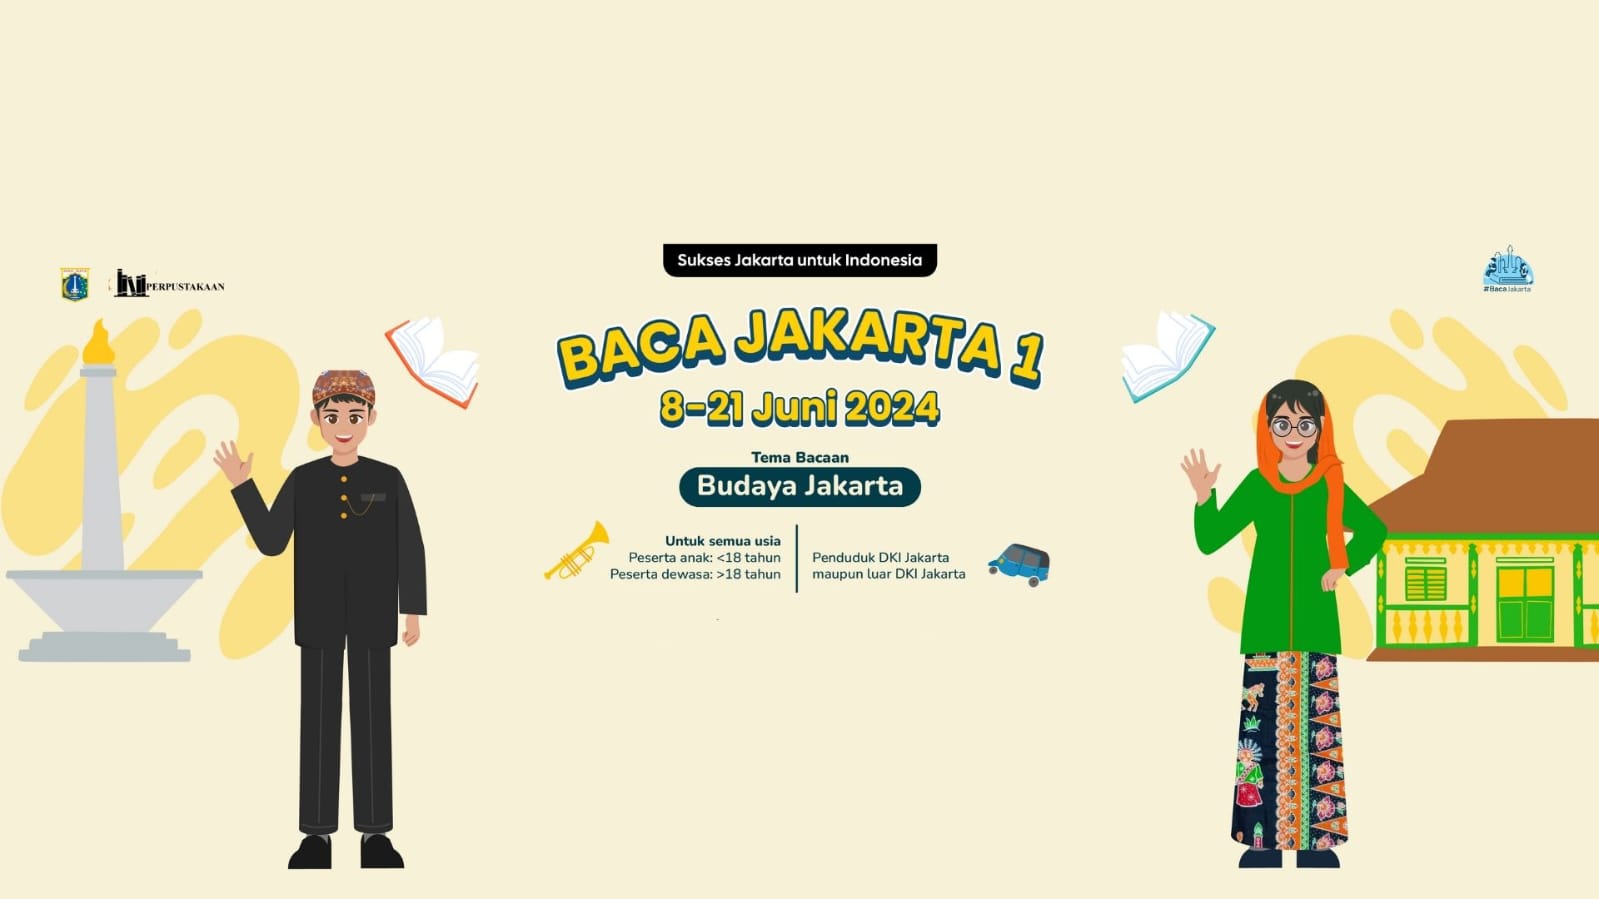 Sukses Jakarta untuk Indonesia
PERPUSTAKAAN
#BacaJakarta
BACA JAKARTA 1
8-21 Juni 2024
Tema Bacaan
Budaya Jakarta
Untuk semua usia
Peserta anak: <18 tahun
Peserta dewasa: >18 tahun
Penduduk DKI Jakarta
maupun luar DKI Jakarta